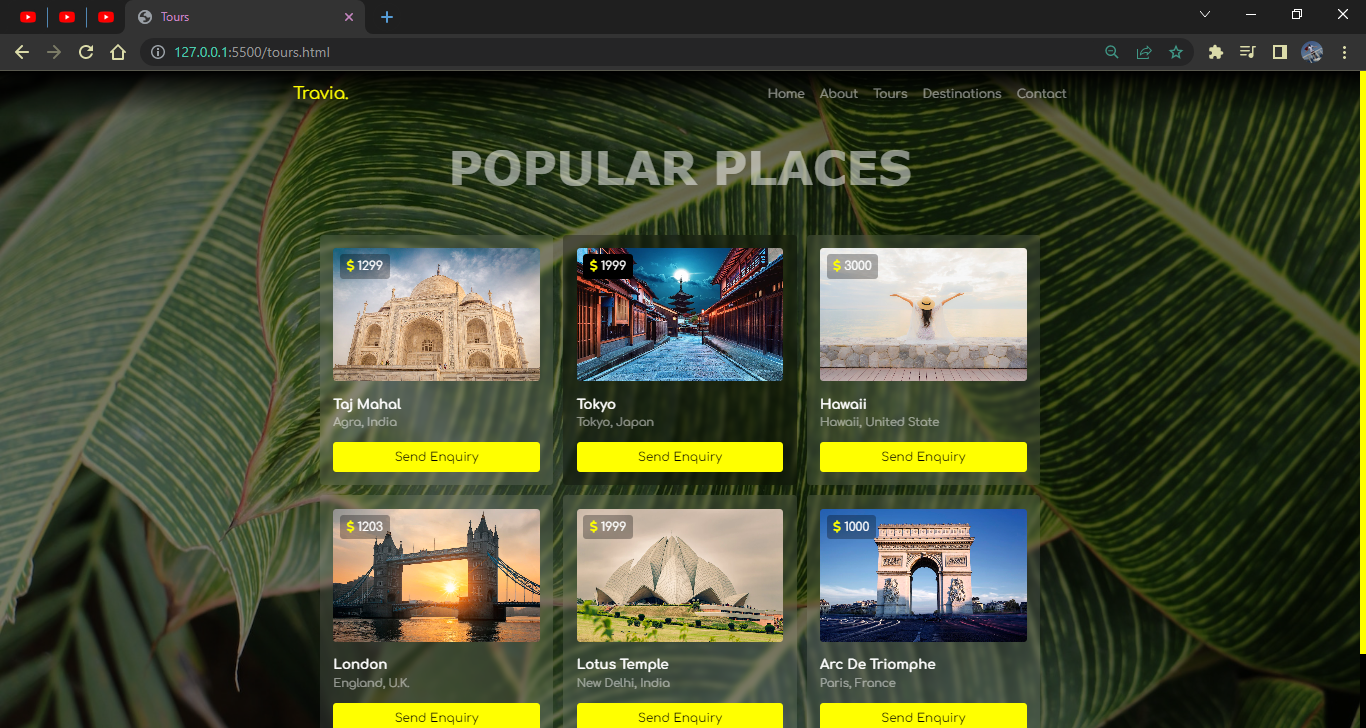 Tours
127.0.0.1:5500/tours.html
Travia.
Home About Tours Destinations Contact
POPULAR PLACES
$ 1299
$ 1999
$ 3000
Taj Mahal
Agra, India
Send Enquiry
Tokyo
Tokyo, Japan
Send Enquiry
Hawaii
Hawaii, United State
Send Enquiry
$ 1203
$ 1999
$ 1000
London
England, U.K.
Send Enquiry
Lotus Temple
New Delhi, India
Send Enquiry
Arc De Triomphe
Paris, France
Send Enquiry